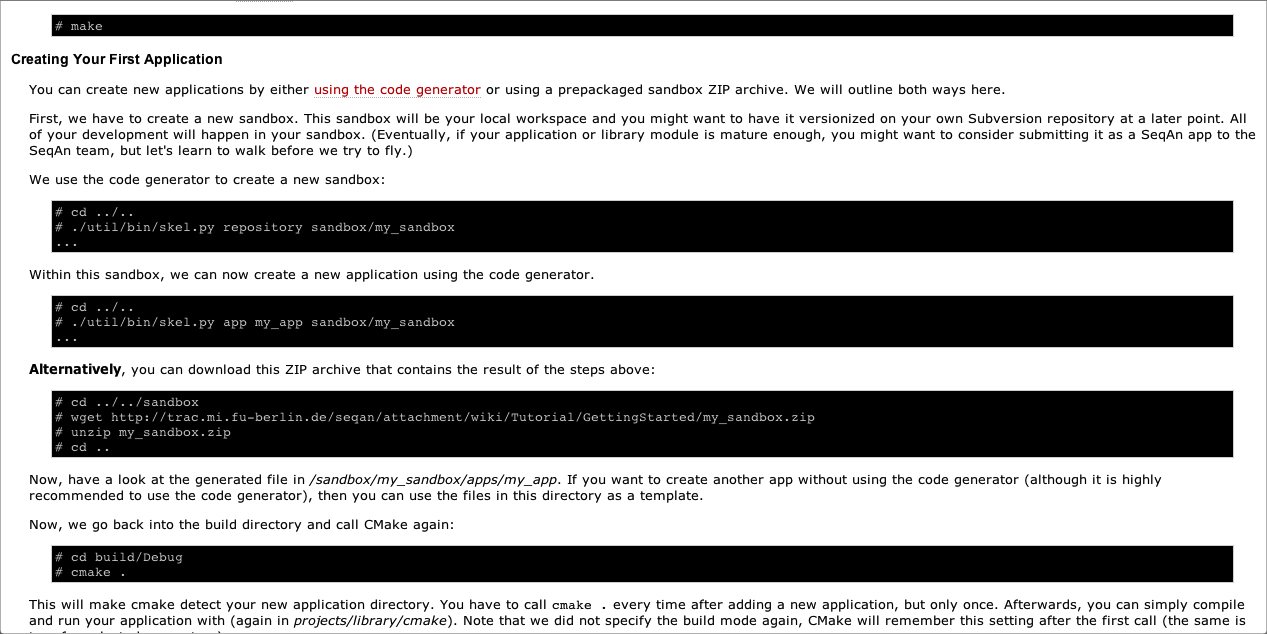 # make
Creating Your First Application
You can create new applications by either using the code generator or using a prepackaged sandbox ZIP archive. We will outline both ways here.
First, we have to create a new sandbox. This sandbox will be your local workspace and you might want to have it versionized on your own Subversion repository at a later point. All
of your development will happen in your sandbox. (Eventually, if your application or library module is mature enough, you might want to consider submitting it as a SeqAn app to the
SeqAn team, but let's learn to walk before we try to fly.)
We use the code generator to create a new sandbox:
# cd ../..
# ./util/bin/skel.py repository sandbox/my_sandbox
...
Within this sandbox, we can now create a new application using the code generator.
# cd ../..
# ./util/bin/skel.py app my_app sandbox/my_sandbox
...
Alternatively, you can download this ZIP archive that contains the result of the steps above:
# cd ../../sandbox
# wget http://trac.mi.fu-berlin.de/seqan/attachment/wiki/Tutorial/GettingStarted/my_sandbox.zip
# unzip my_sandbox.zip
# cd ..
Now, have a look at the generated file in /sandbox/my_sandbox/apps/my_app. If you want to create another app without using the code generator (although it is highly
recommended to use the code generator), then you can use the files in this directory as a template.
Now, we go back into the build directory and call CMake again:
# cd build/Debug
# cmake .
This will make cmake detect your new application directory. You have to call cmake . every time after adding a new application, but only once. Afterwards, you can simply compile
and run your application with (again in projects/library/cmake). Note that we did not specify the build mode again, CMake will remember this setting after the first call (the same is